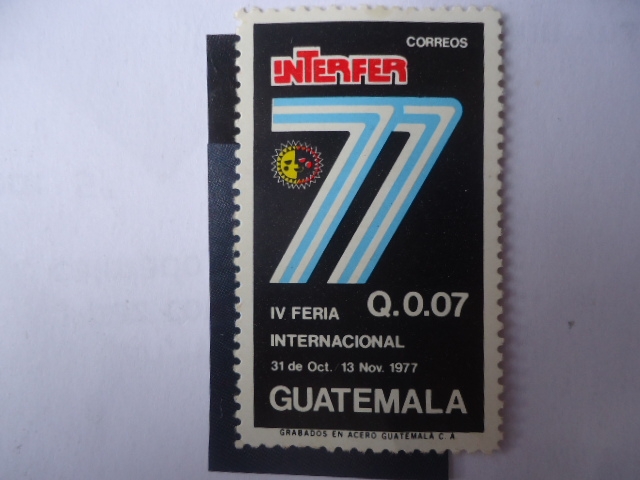 CORREOS
INTERFER
77
IV FERIA Q.0.07
INTERNACIONAL
31 de Oct. / 13 Nov. 1977
GUATEMALA
GRABADOS EN ACERO GUATEMALA C. A